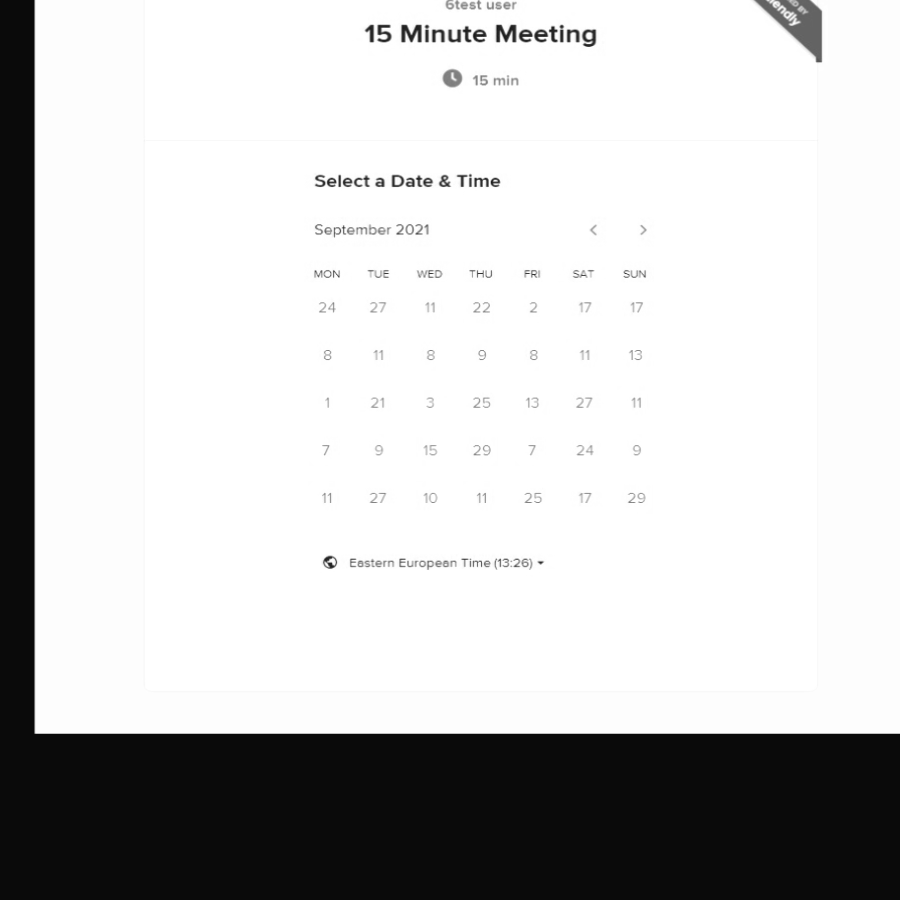 6test user
15 Minute Meeting
15 min
Select a Date & Time
September 2021
MON TUE WED THU FRI SAT SUN
24 27 11 22 2 17 17
8 11 8 9 8 11 13
1 21 3 25 13 27 11
7 9 15 29 7 24 9
11 27 10 11 25 17 29
Eastern European Time (13:26)